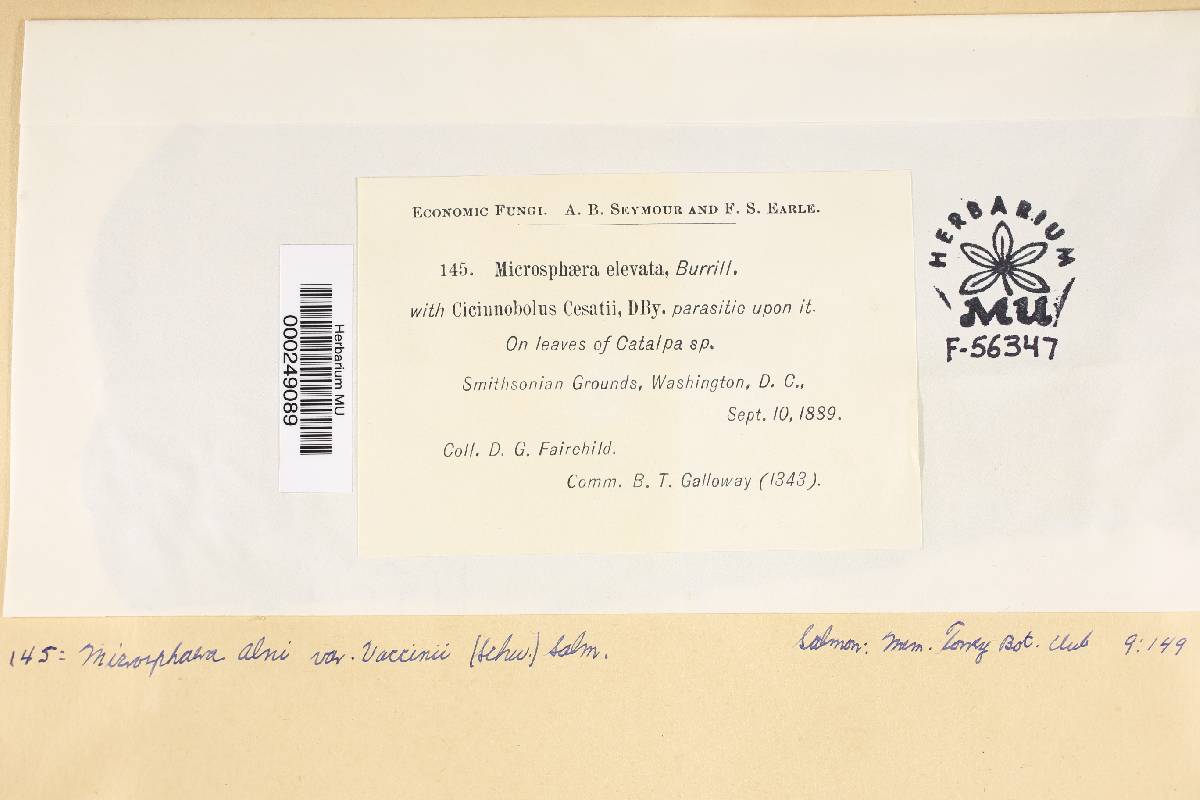 ECONOMIC FUNGI. A. B. SEYMOUR AND F. S. EARLE.
145. Microsphæra elevata, Burrill.
with Cicinnobolus Cesatii, DBy. parasitic upon it.
On leaves of Catalpa sp.
Smithsonian Grounds, Washington, D. C.,
Sept. 10, 1889.
Coll. D. G. Fairchild.
Comm. B. T. Galloway (1343).
Herbarium MU
000249089
HERBARIUM
MU
F-56347
145 = Microsphaera Alni var. Vaccinii (Schw.) Salm.
Salmon: Mem. Torrey Bot. Club 9:149